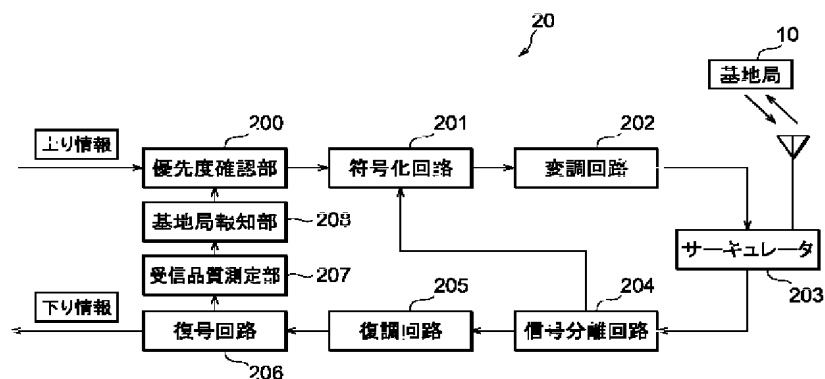 20
10
基地局
200
201
202
上り情報
優先度確認部
符号化回路
変調回路
基地局報知部
208
サーキュレータ
203
受信品質測定部
207
205
204
下り情報
復号回路
復調回路
信号分離回路
206